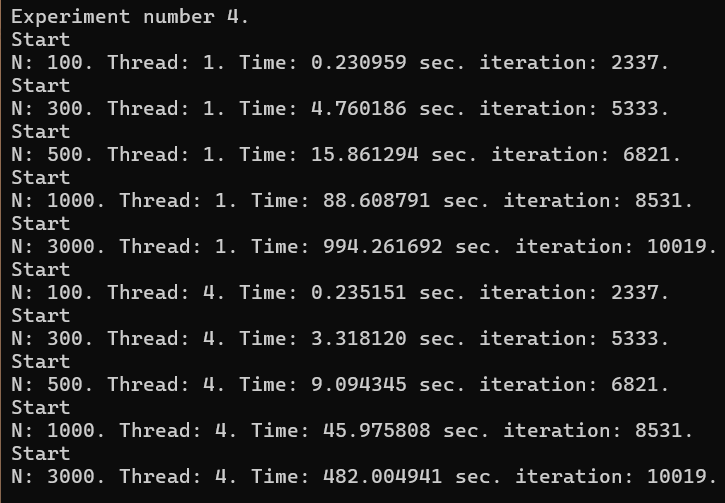 Experiment number 4.
Start
N: 100. Thread: 1. Time: 0.230959 sec. iteration: 2337.
Start
N: 300. Thread: 1. Time: 4.760186 sec. iteration: 5333.
Start
N: 500. Thread: 1. Time: 15.861294 sec. iteration: 6821.
Start
N: 1000. Thread: 1. Time: 88.608791 sec. iteration: 8531.
Start
N: 3000. Thread: 1. Time: 994.261692 sec. iteration: 10019.
Start
N: 100. Thread: 4. Time: 0.235151 sec. iteration: 2337.
Start
N: 300. Thread: 4. Time: 3.318120 sec. iteration: 5333.
Start
N: 500. Thread: 4. Time: 9.094345 sec. iteration: 6821.
Start
N: 1000. Thread: 4. Time: 45.975808 sec. iteration: 8531.
Start
N: 3000. Thread: 4. Time: 482.004941 sec. iteration: 10019.